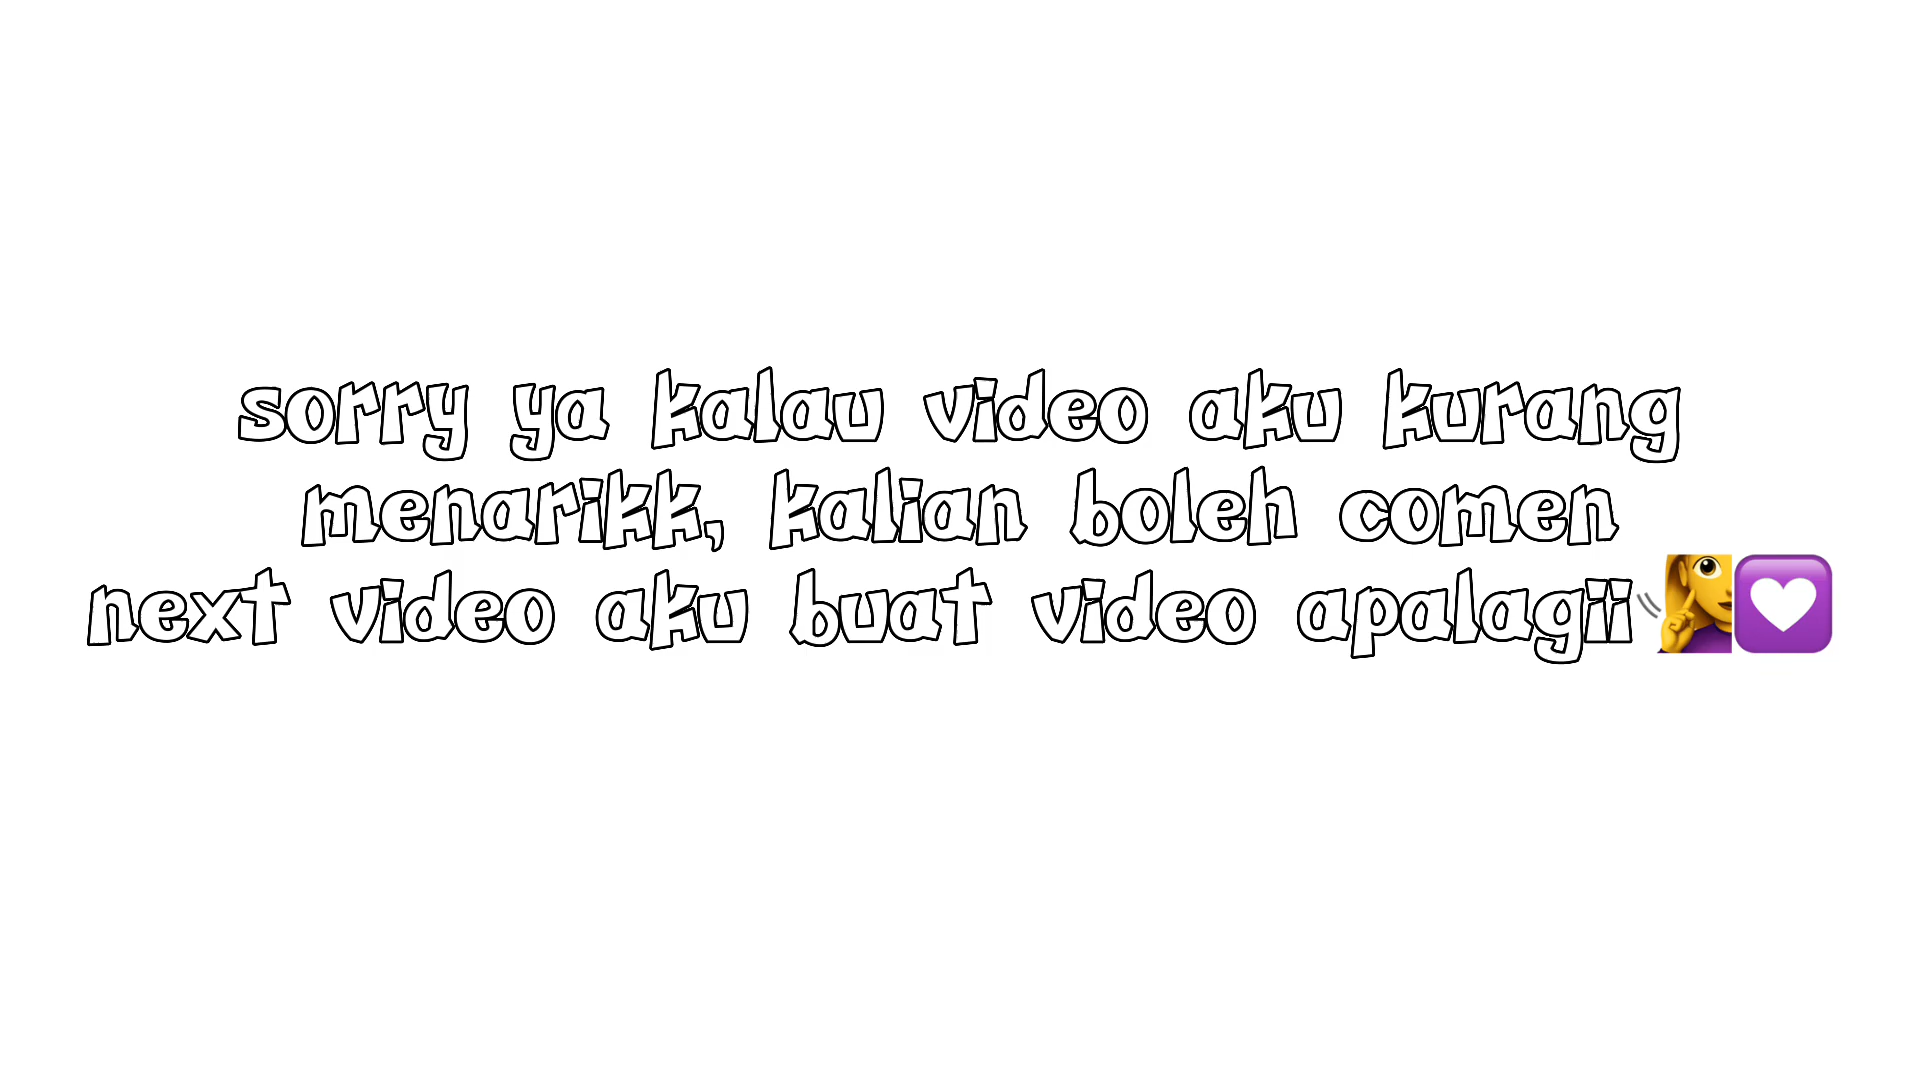 sorry ya kalau video aku kurang
menarikk, kalian boleh comen
next video aku buat video apalagii🧏‍♀️💟